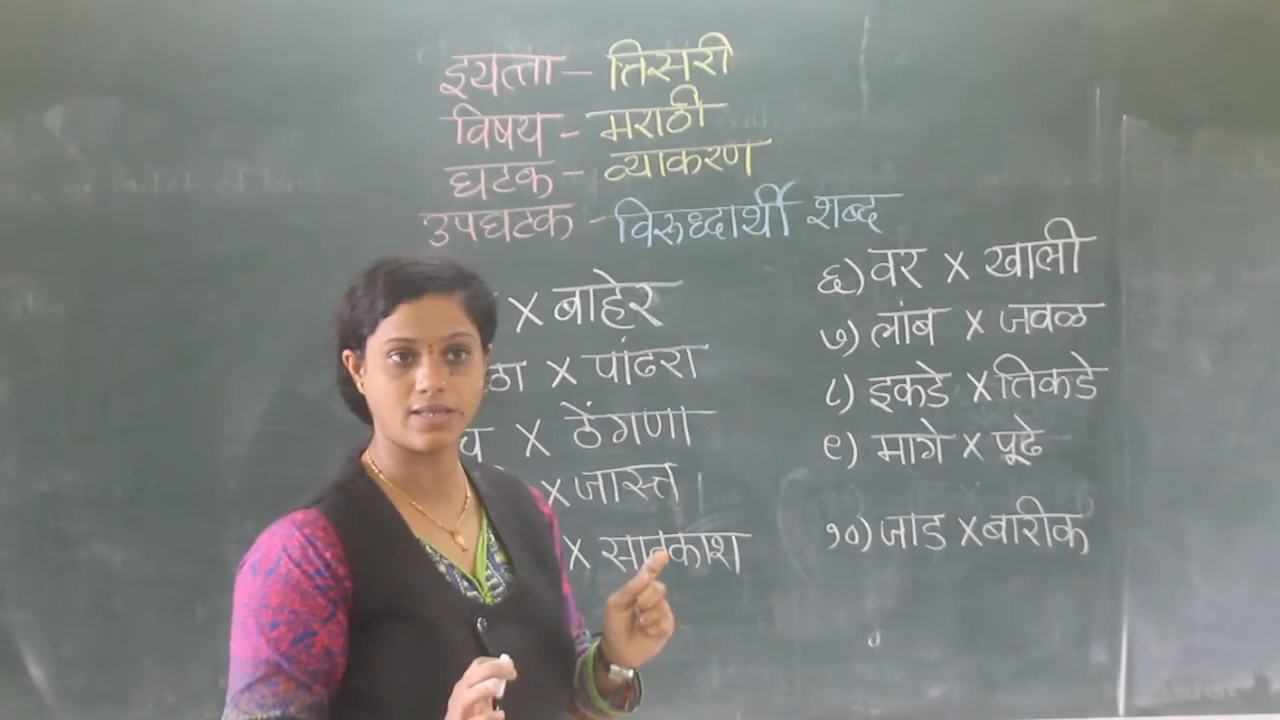 इयत्ता - तिसरी
विषय - मराठी
घटक - व्याकरण
उपघटक - विरूध्दार्थी शब्द
x बाहेर
ठा x पांढरा
च x ठेंगणा
x जास्त
x सावकाश
६) वर x खाली
७) लांब x जवळ
८) इकडे x तिकडे
९) मागे x पूढे
१०) जाड x बारीक